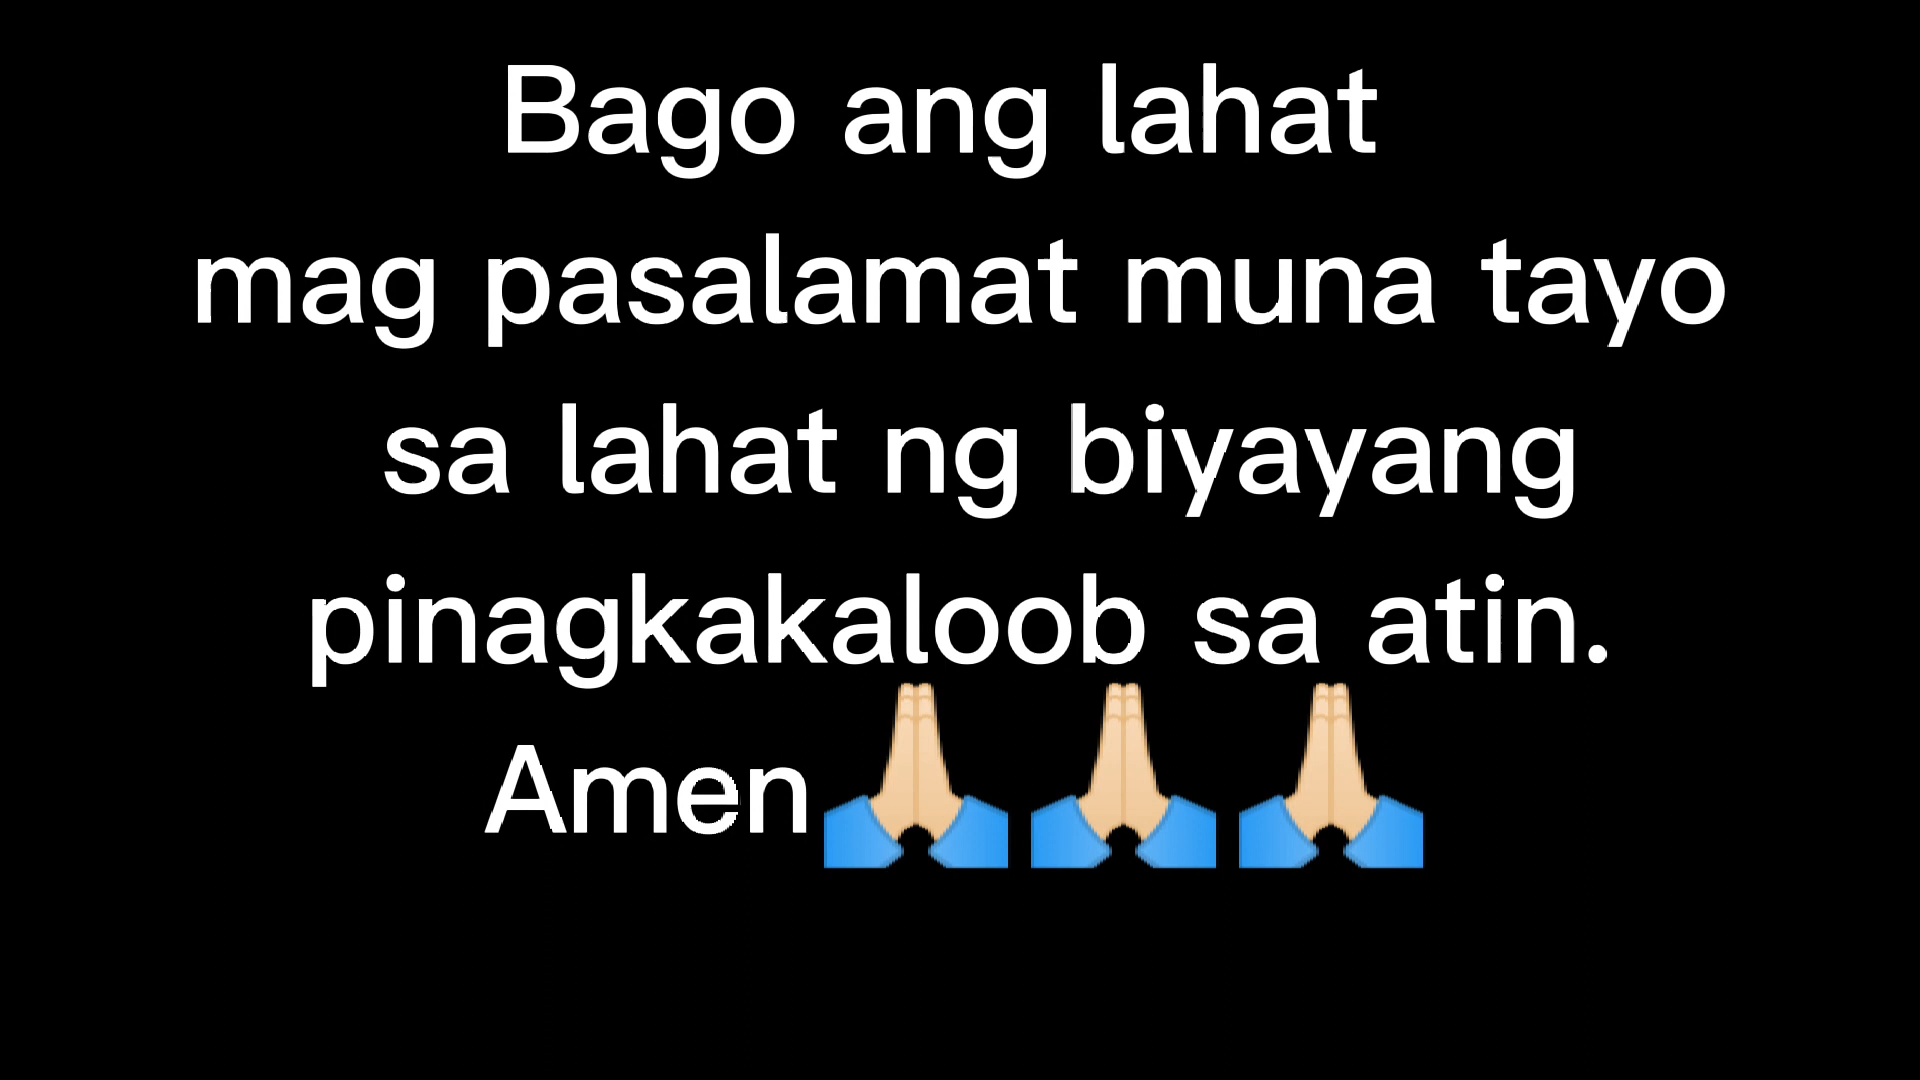 Bago ang lahat
mag pasalamat muna tayo
sa lahat ng biyayang
pinagkakaloob sa atin.
Amen🙏🏻🙏🏻🙏🏻